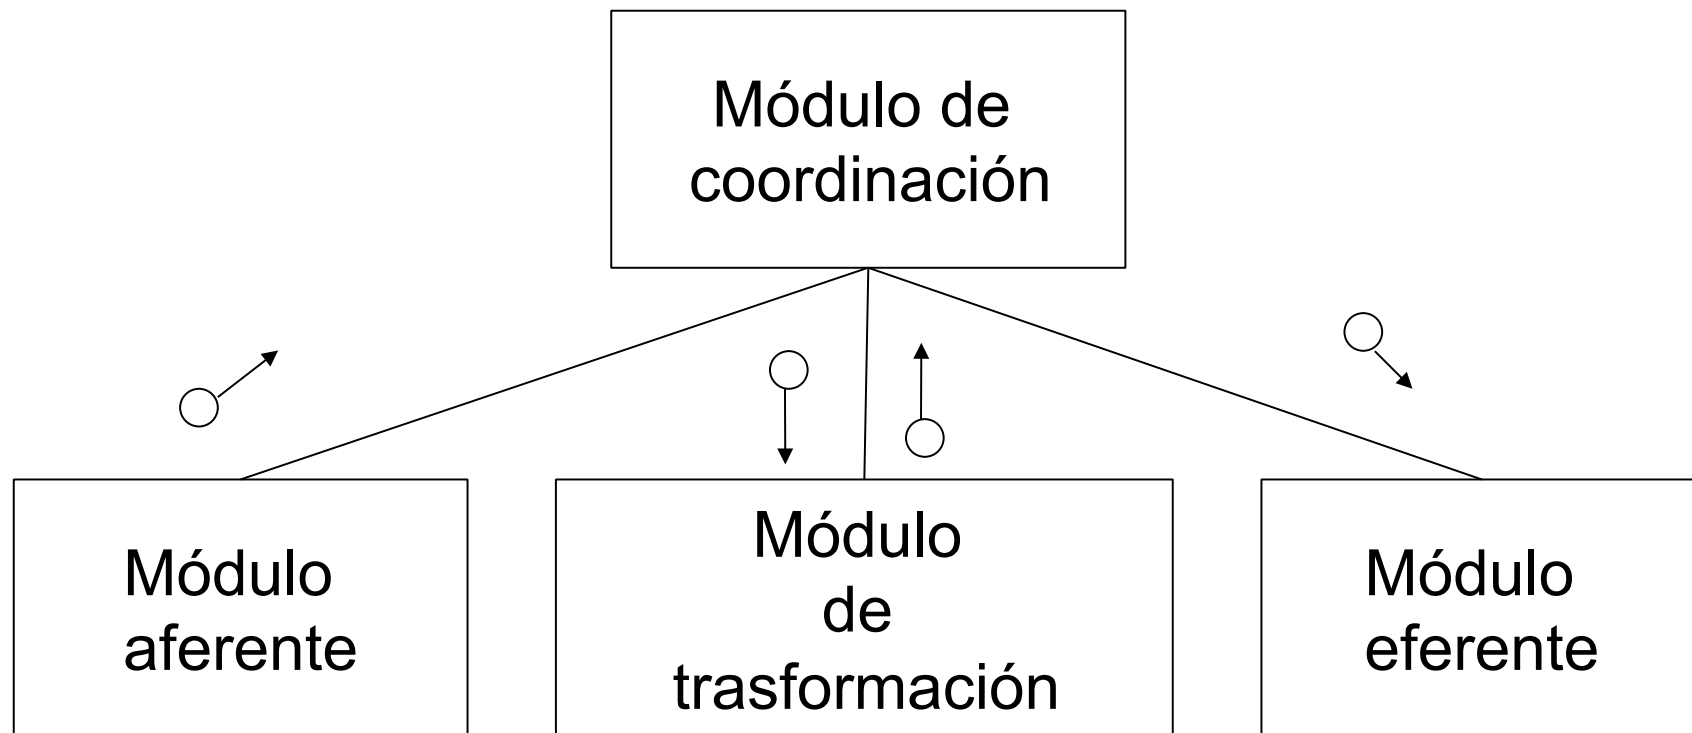 Módulo de
coordinación
Módulo
aferente
Módulo
de
trasformación
Módulo
eferente